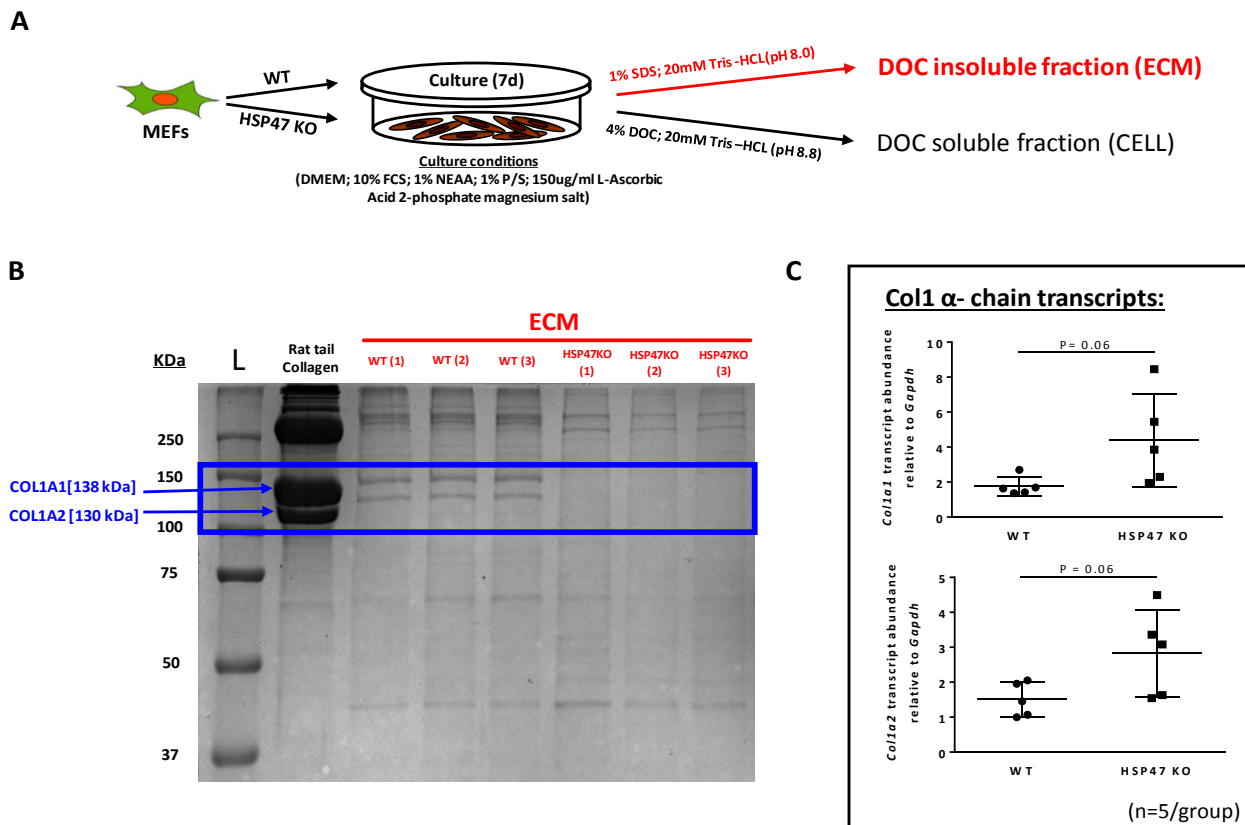 A
MEFs
WT
HSP47 KO
Culture (7d)
Culture conditions
(DMEM; 10% FCS; 1% NEAA; 1% P/S; 150ug/ml L-Ascorbic
Acid 2-phosphate magnesium salt)
1% SDS; 20mM Tris -HCL(pH 8.0)
4% DOC; 20mM Tris –HCL (pH 8.8)
DOC insoluble fraction (ECM)
DOC soluble fraction (CELL)
B
ECM
KDa
L
Rat tail
Collagen
WT (1)
WT (2)
WT (3)
HSP47KO
(1)
HSP47KO
(2)
HSP47KO
(3)
250
150
COL1A1[138 kDa]
COL1A2 [130 kDa]
100
75
50
37
C
Col1 α- chain transcripts:
Col1a1 transcript abundance
relative to Gapdh
10
8
6
4
2
0
P= 0.06
WT
HSP47 KO
Col1a2 transcript abundance
relative to Gapdh
5
4
3
2
1
0
P = 0.06
WT
HSP47 KO
(n=5/group)